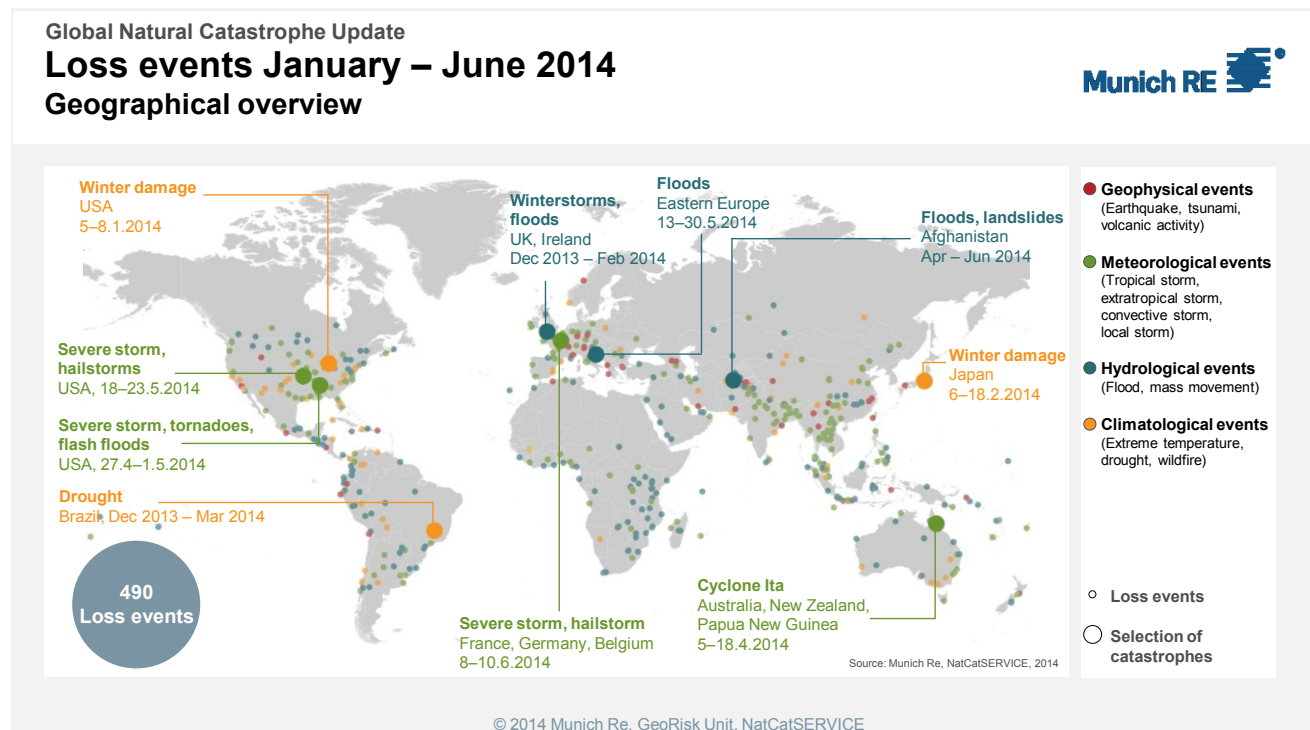 Global Natural Catastrophe Update
Loss events January – June 2014
Geographical overview
Munich RE
Winter damage
USA
5–8.1.2014
Winterstorms,
floods
UK, Ireland
Dec 2013 – Feb 2014
Floods
Eastern Europe
13–30.5.2014
Floods, landslides
Afghanistan
Apr – Jun 2014
Severe storm,
hailstorms
USA, 18–23.5.2014
Winter damage
Japan
6–18.2.2014
Severe storm, tornadoes,
flash floods
USA, 27.4–1.5.2014
Drought
Brazil, Dec 2013 – Mar 2014
490
Loss events
Severe storm, hailstorm
France, Germany, Belgium
8–10.6.2014
Cyclone Ita
Australia, New Zealand,
Papua New Guinea
5–18.4.2014
Source: Munich Re, NatCatSERVICE, 2014
Geophysical events
(Earthquake, tsunami,
volcanic activity)
Meteorological events
(Tropical storm,
extratropical storm,
convective storm,
local storm)
Hydrological events
(Flood, mass movement)
Climatological events
(Extreme temperature,
drought, wildfire)
Loss events
Selection of
catastrophes
© 2014 Munich Re, GeoRisk Unit, NatCatSERVICE